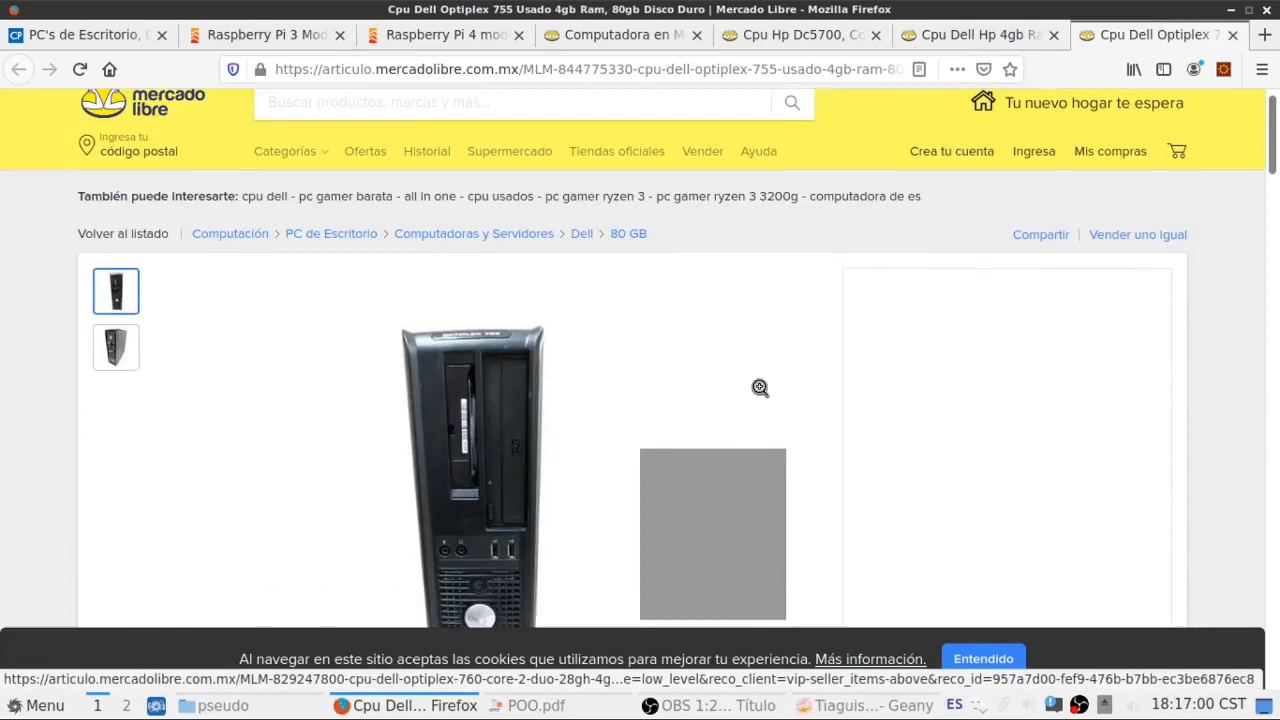 Cpu Dell Optiplex 755 Usado 4gb Ram, 80gb Disco Duro | Mercado Libre - Mozilla Firefox
PC's de Escritorio, C
Raspberry Pi 3 Mod
Raspberry Pi 4 mo
Computadora en M
Cpu Hp Dc5700, Co
Cpu Dell Hp 4gb Ra
Cpu Dell Optiplex 7
https://articulo.mercadolibre.com.mx/MLM-844775330-cpu-dell-optiplex-755-usado-4gb-ram-80
mercado
libre
Buscar productos, marcas y más...
Tu nuevo hogar te espera
Ingresa tu
código postal
Categorías
Ofertas
Historial
Supermercado
Tiendas oficiales
Vender
Ayuda
Crea tu cuenta
Ingresa
Mis compras
También puede interesarte: cpu dell - pc gamer barata - all in one - cpu usados - pc gamer ryzen 3 - pc gamer ryzen 3 3200g - computadora de es
Volver al listado
Computación > PC de Escritorio > Computadoras y Servidores > Dell > 80 GB
Compartir
Vender uno igual
OPTIPLEX 755
Al navegar en este sitio aceptas las cookies que utilizamos para mejorar tu experiencia. Más información.
Entendido
https://articulo.mercadolibre.com.mx/MLM-829247800-cpu-dell-optiplex-760-core-2-duo-28gh-4g...e=low_level&reco_client=vip-seller_items-above&reco_id=957a7d00-fef9-476b-b7bb-ec3be6876ec8
Menu
1
2
pseudo
Cpu Dell... Firefox
POO.pdf
OBS 1:2... Título
Tiaguis... - Geany
ES
18:17:00 CST